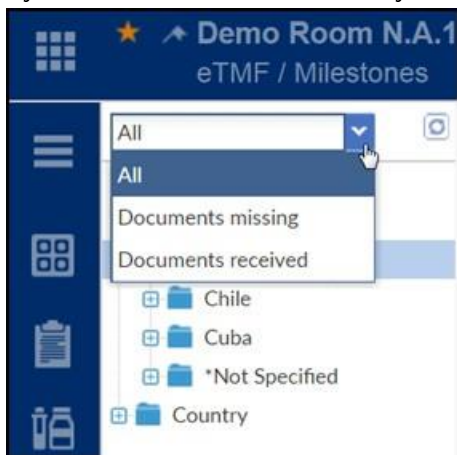 Demo Room N.A.1
eTMF / Milestones
All
All
Documents missing
Documents received
Chile
Cuba
*Not Specified
Country